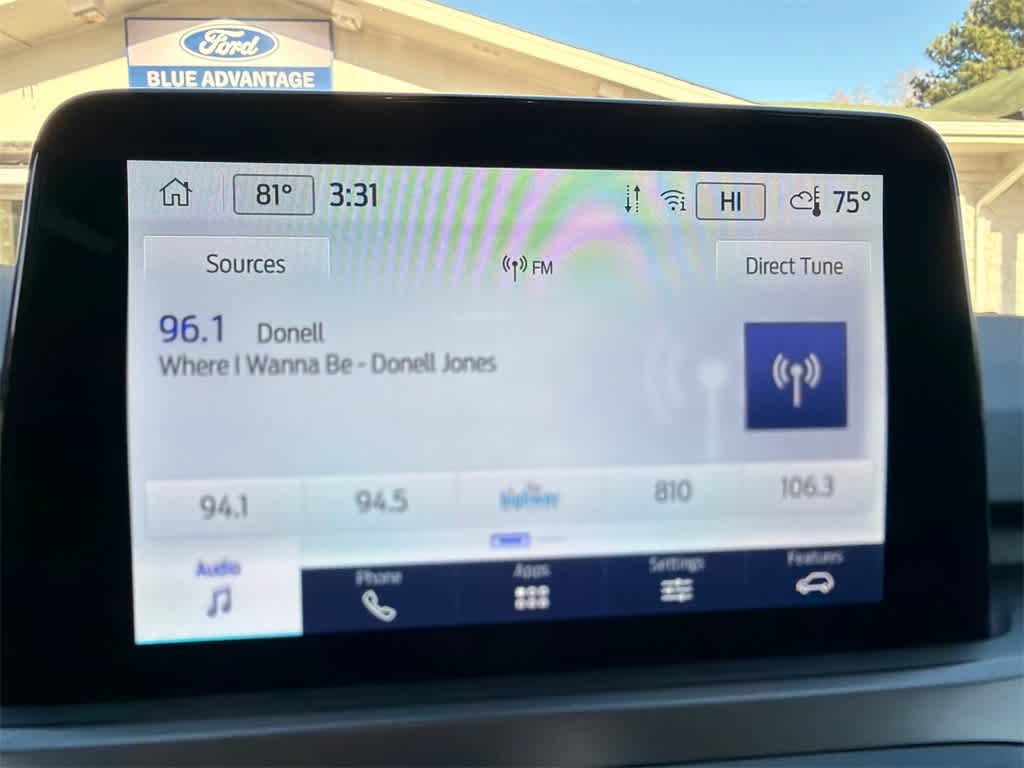 Ford
BLUE ADVANTAGE
81° 3:31 HI 75°
Sources FM Direct Tune
96.1 Donell
Where I Wanna Be - Donell Jones
94.1 94.5 810 106.3
Audio Phone Apps Settings Features